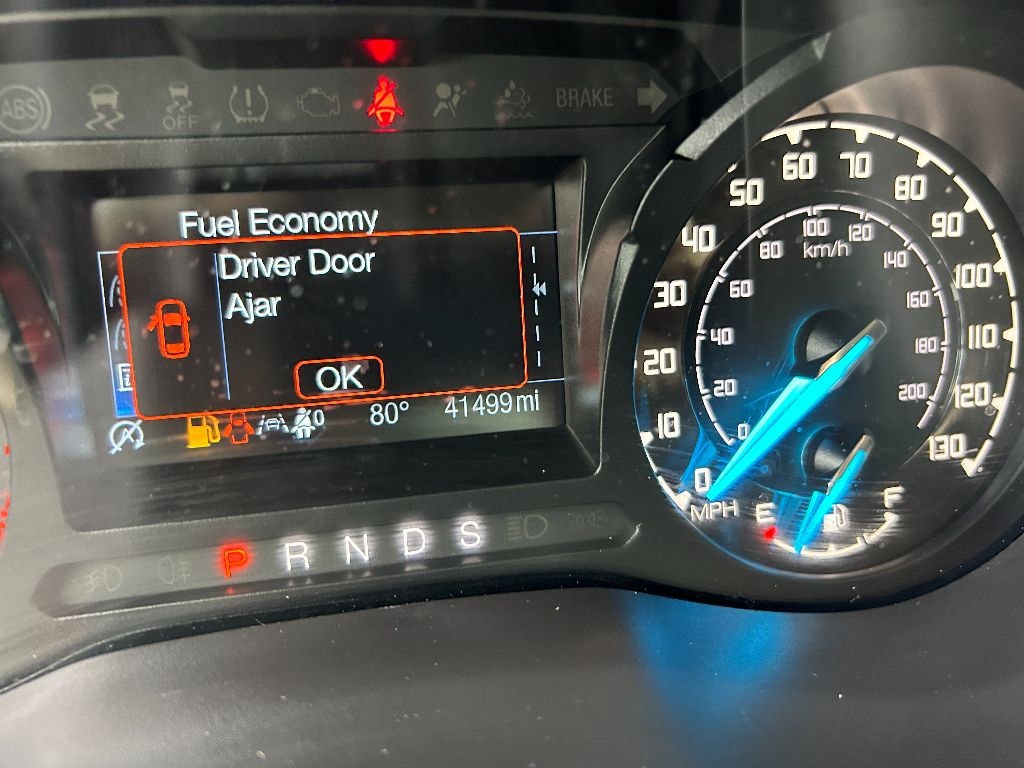 ABS
OFF
BRAKE
Fuel Economy
Driver Door
Ajar
OK
80° 41499 mi
P R N D S
0 10 20 30 40 50 60 70 80 90 100 110 120 130
MPH
0 20 40 60 80 100 120 140 160 180 200
km/h
E F